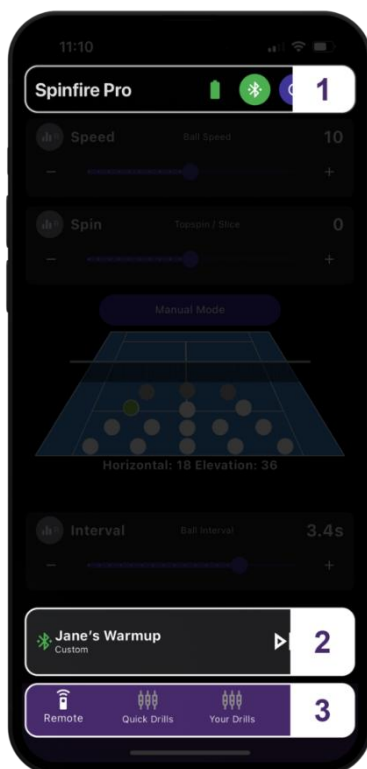 11:10
Spinfire Pro
1
Speed Ball Speed 10
- +
Spin Topspin / Slice 0
- +
Manual Mode
Horizontal: 18 Elevation: 36
Interval Ball Interval 3.4s
- +
Jane's Warmup
Custom
2
Remote Quick Drills Your Drills
3